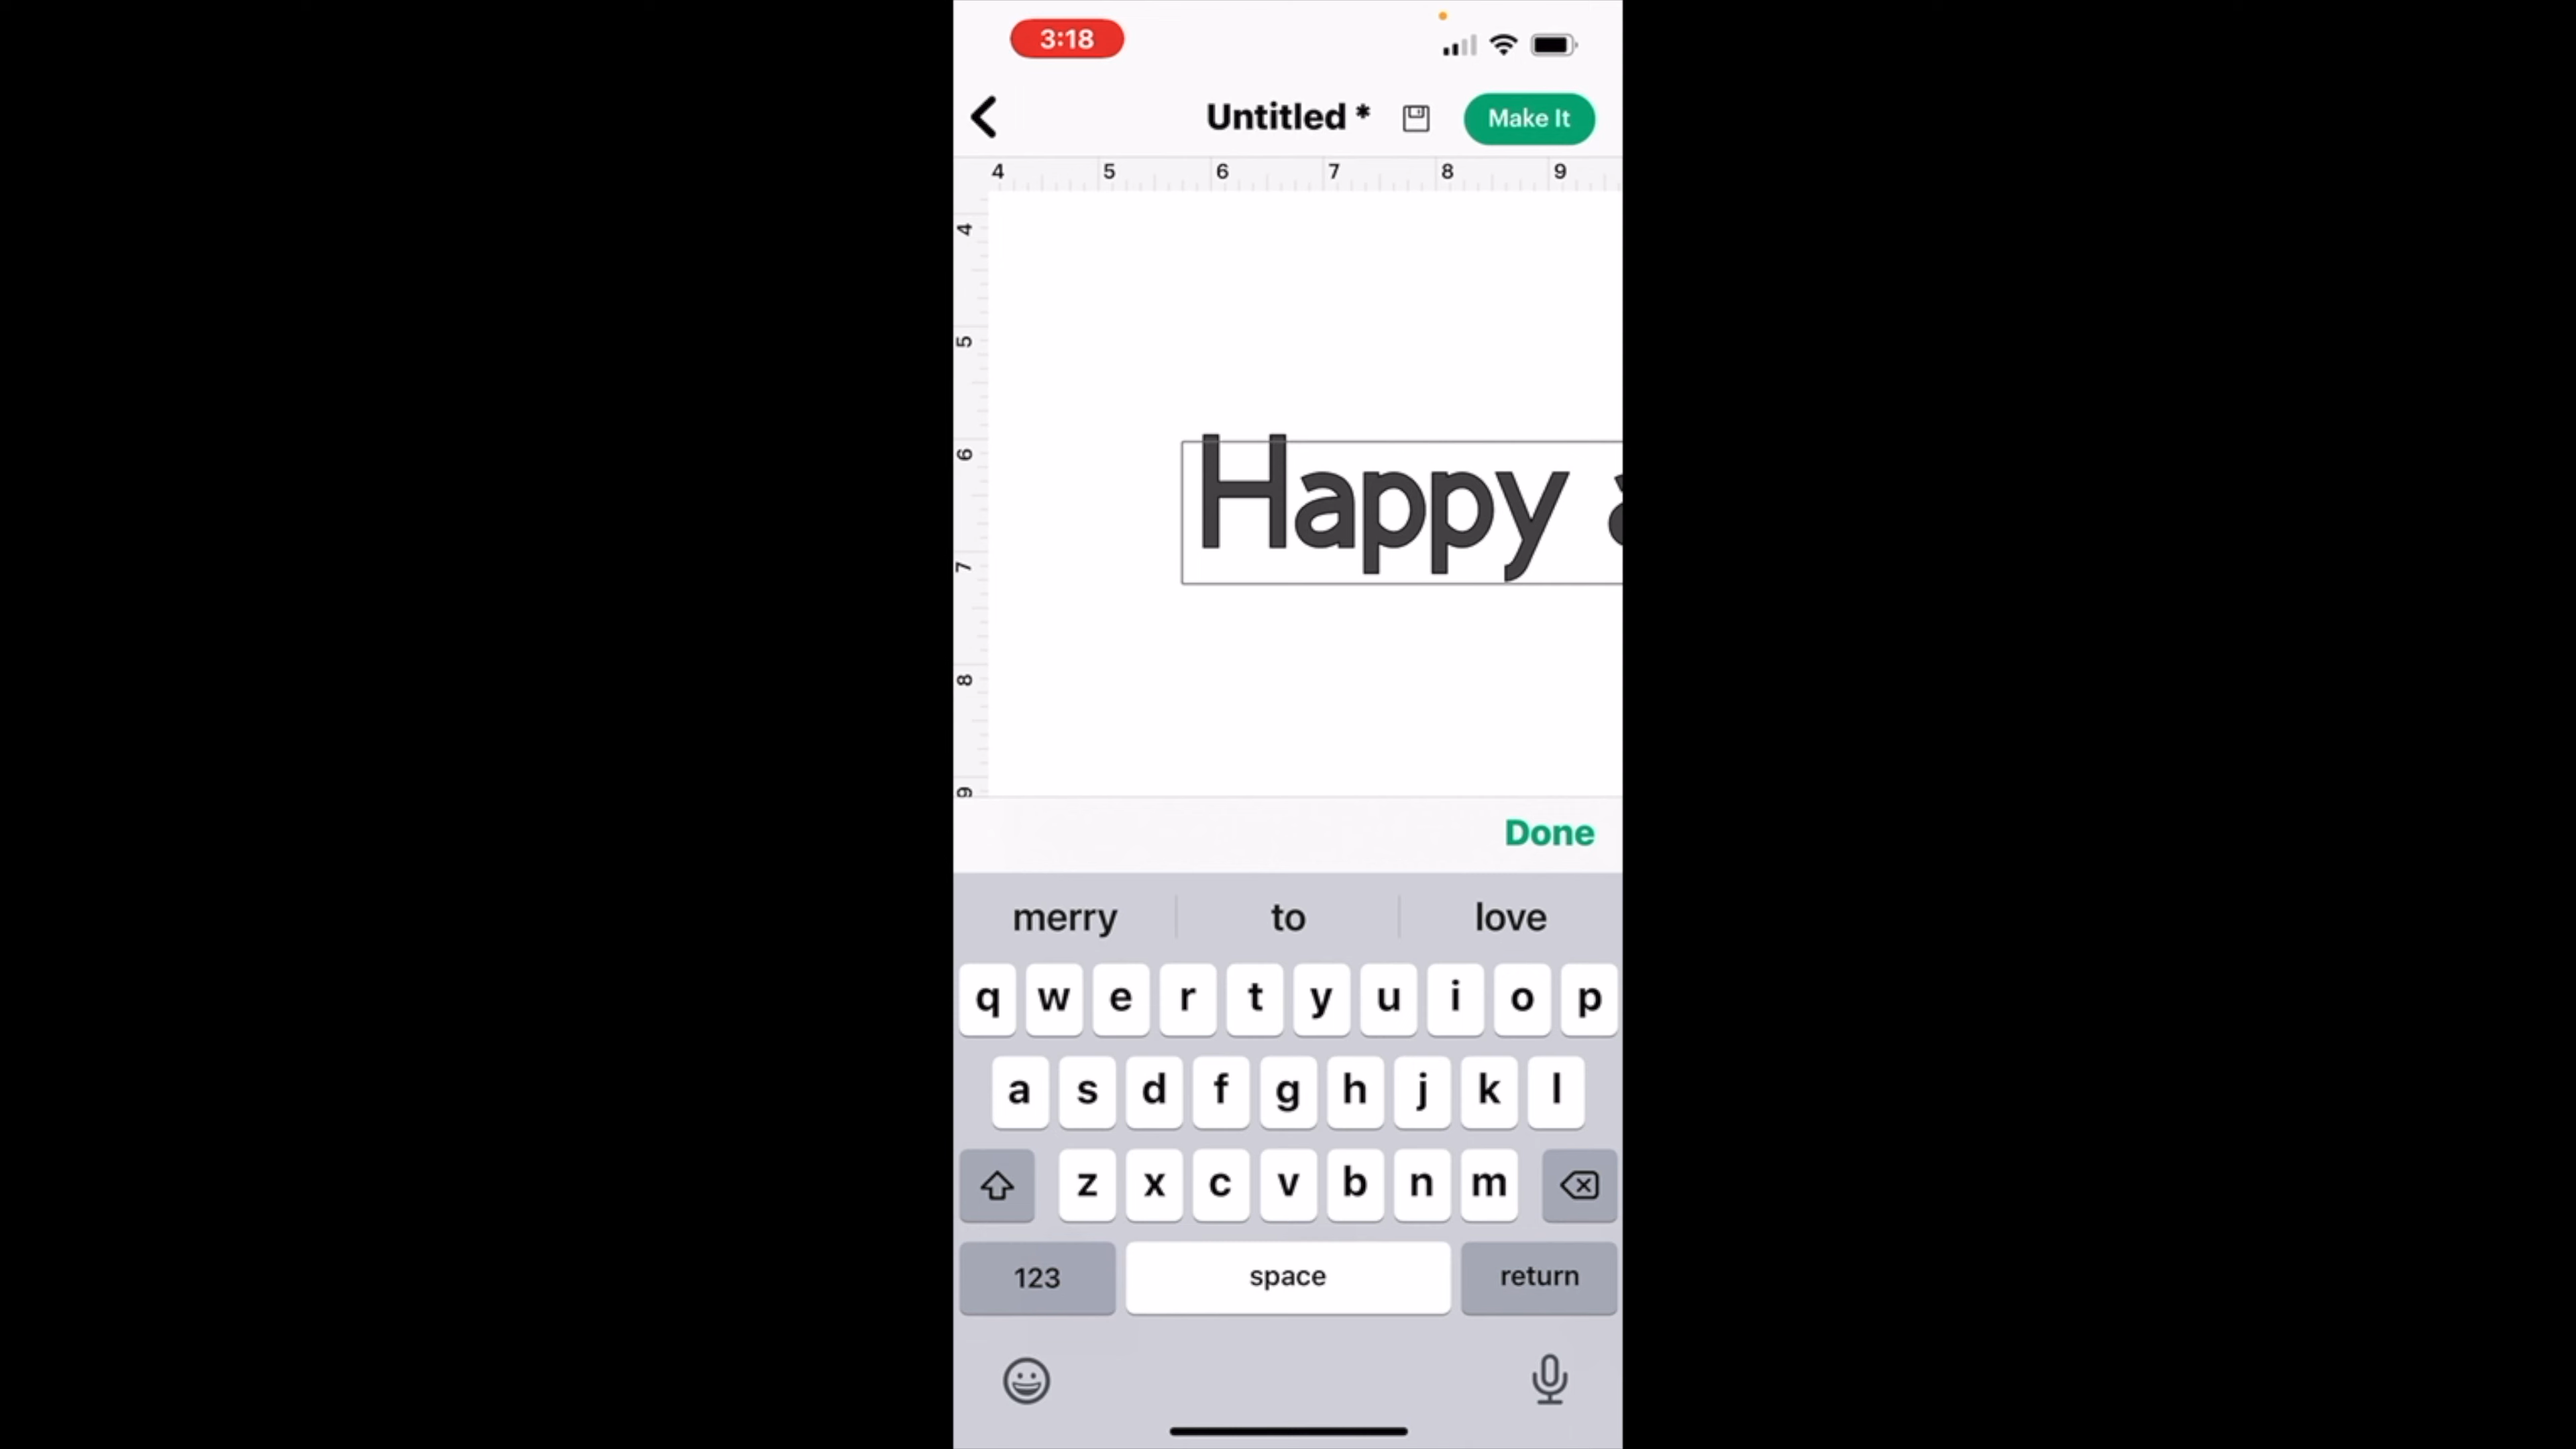 3:18
Untitled * Make It
4 5 6 7 8 9
4
5
6
Happy a
7
8
9
Done
merry to love
q w e r t y u i o p
a s d f g h j k l
z x c v b n m
123 space return